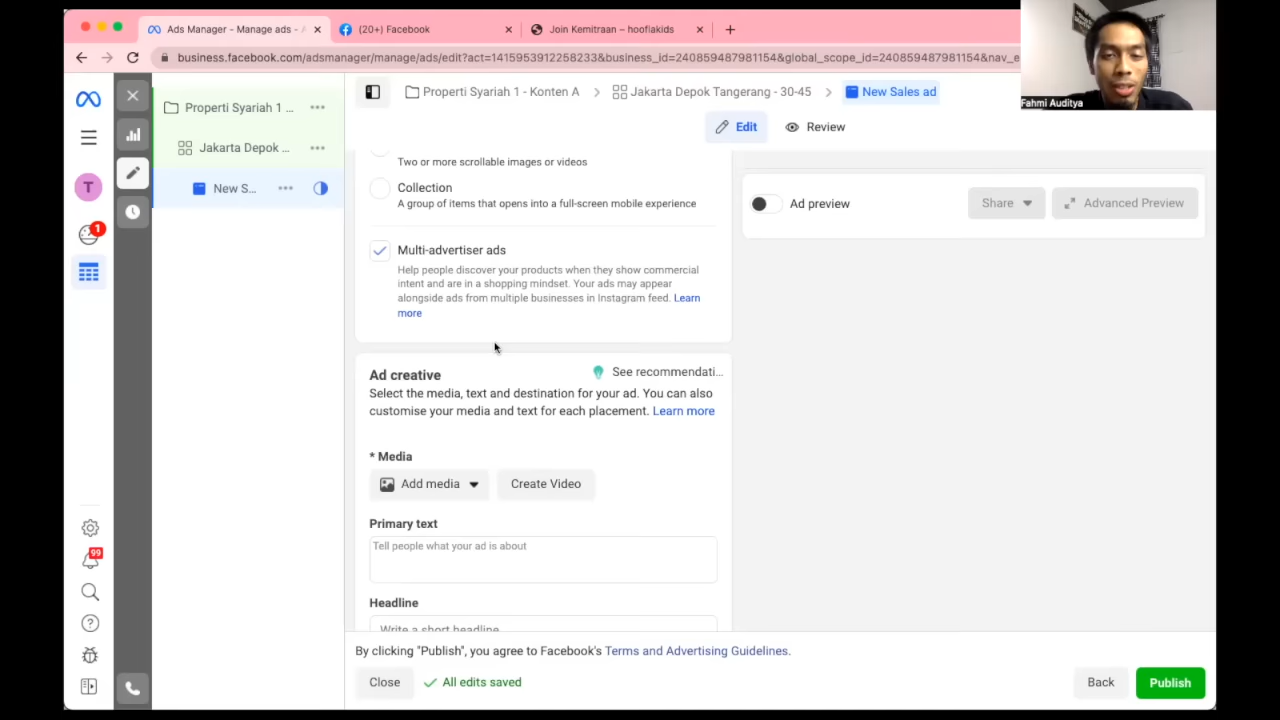 Ads Manager - Manage ads -
(20+) Facebook
Join Kemitraan – hooflakids
business.facebook.com/adsmanager/manage/ads/edit?act=1415953912258233&business_id=240859487981154&global_scope_id=240859487981154&nav_e
Fahmi Auditya
Properti Syariah 1 ...
Jakarta Depok ...
New S...
T
1
99
Properti Syariah 1 - Konten A
Jakarta Depok Tangerang - 30-45
New Sales ad
Edit
Review
Two or more scrollable images or videos
Collection
A group of items that opens into a full-screen mobile experience
Multi-advertiser ads
Help people discover your products when they show commercial
intent and are in a shopping mindset. Your ads may appear
alongside ads from multiple businesses in Instagram feed. Learn
more
Ad creative
See recommendati...
Select the media, text and destination for your ad. You can also
customise your media and text for each placement. Learn more
* Media
Add media
Create Video
Primary text
Tell people what your ad is about
Headline
Write a short headline
Ad preview
Share
Advanced Preview
By clicking "Publish", you agree to Facebook's Terms and Advertising Guidelines.
Close
All edits saved
Back
Publish